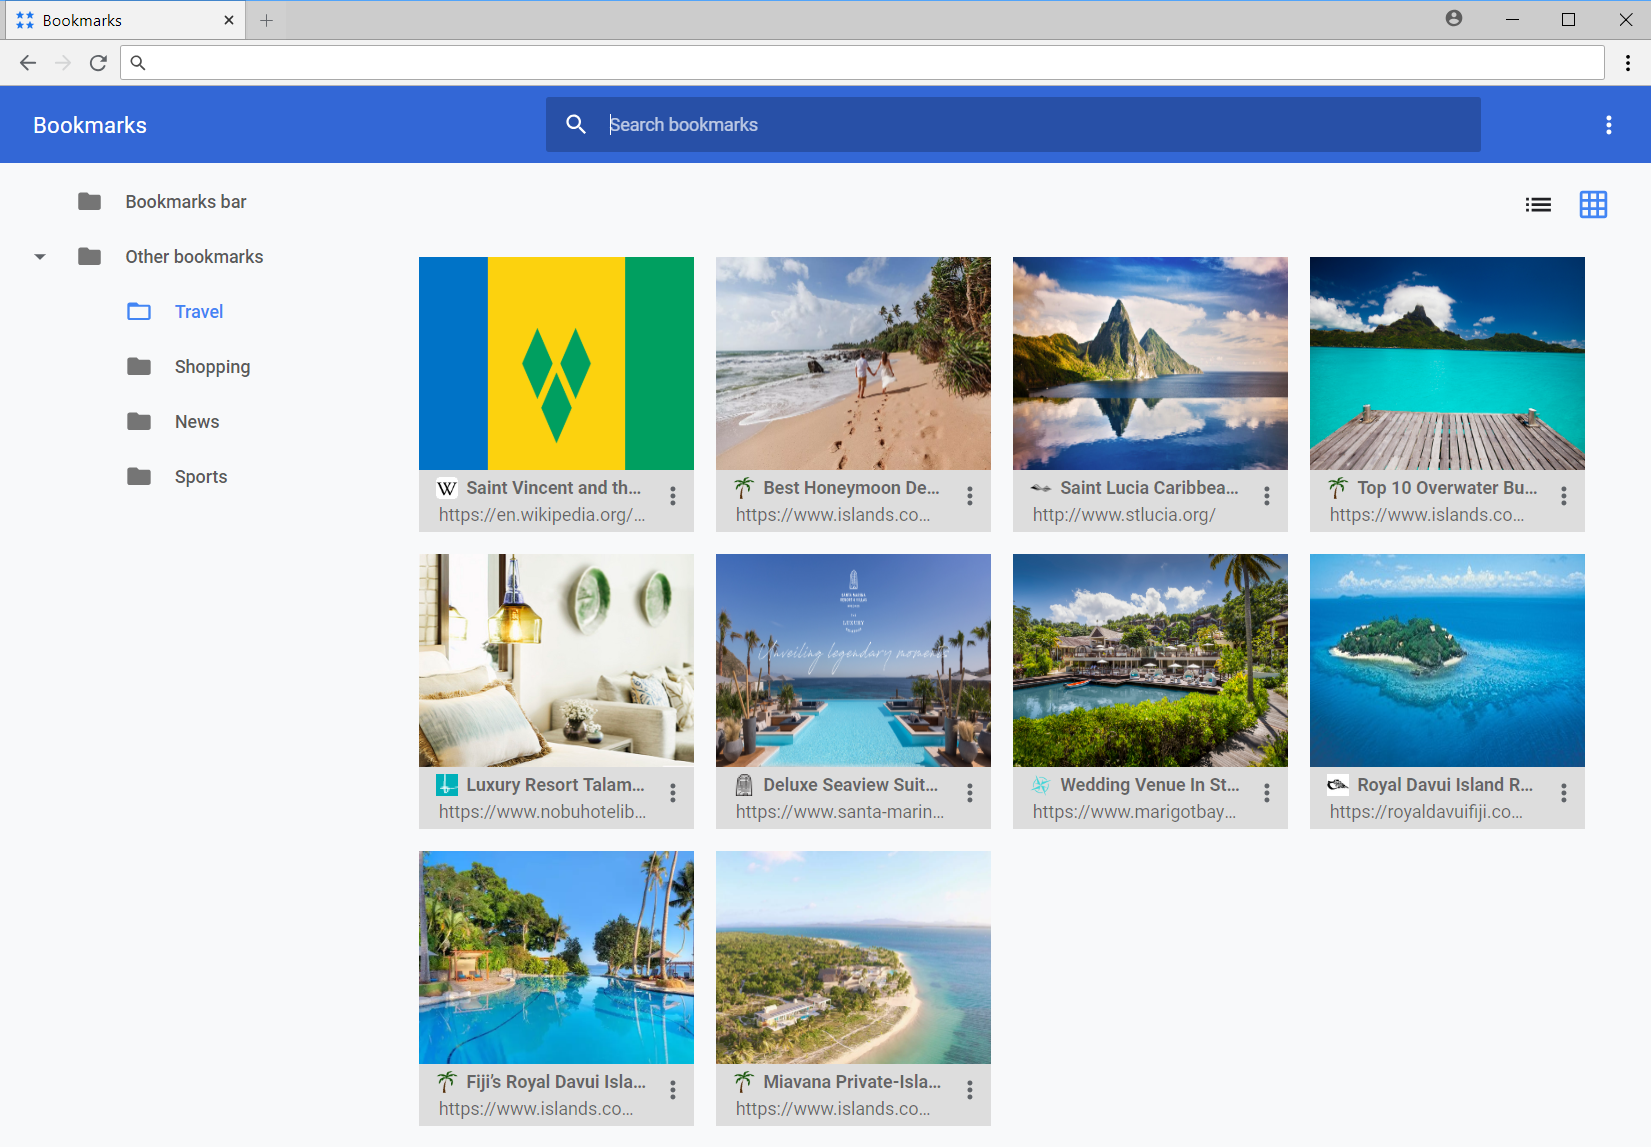 Bookmarks
Bookmarks
Search bookmarks
Bookmarks bar
Other bookmarks
Travel
Shopping
News
Sports
W Saint Vincent and th...
https://en.wikipedia.org/...
Best Honeymoon De...
https://www.islands.co...
Saint Lucia Caribbea...
http://www.stlucia.org/
Top 10 Overwater Bu...
https://www.islands.co...
LUXURY
Unveiling legendary moments
Luxury Resort Talam...
https://www.nobuhotelib...
Deluxe Seaview Suit...
https://www.santa-marin...
Wedding Venue In St...
https://www.marigotbay...
Royal Davui Island R...
https://royaldavuifiji.co...
Fiji’s Royal Davui Isla...
https://www.islands.co...
Miavana Private-Isla...
https://www.islands.co...